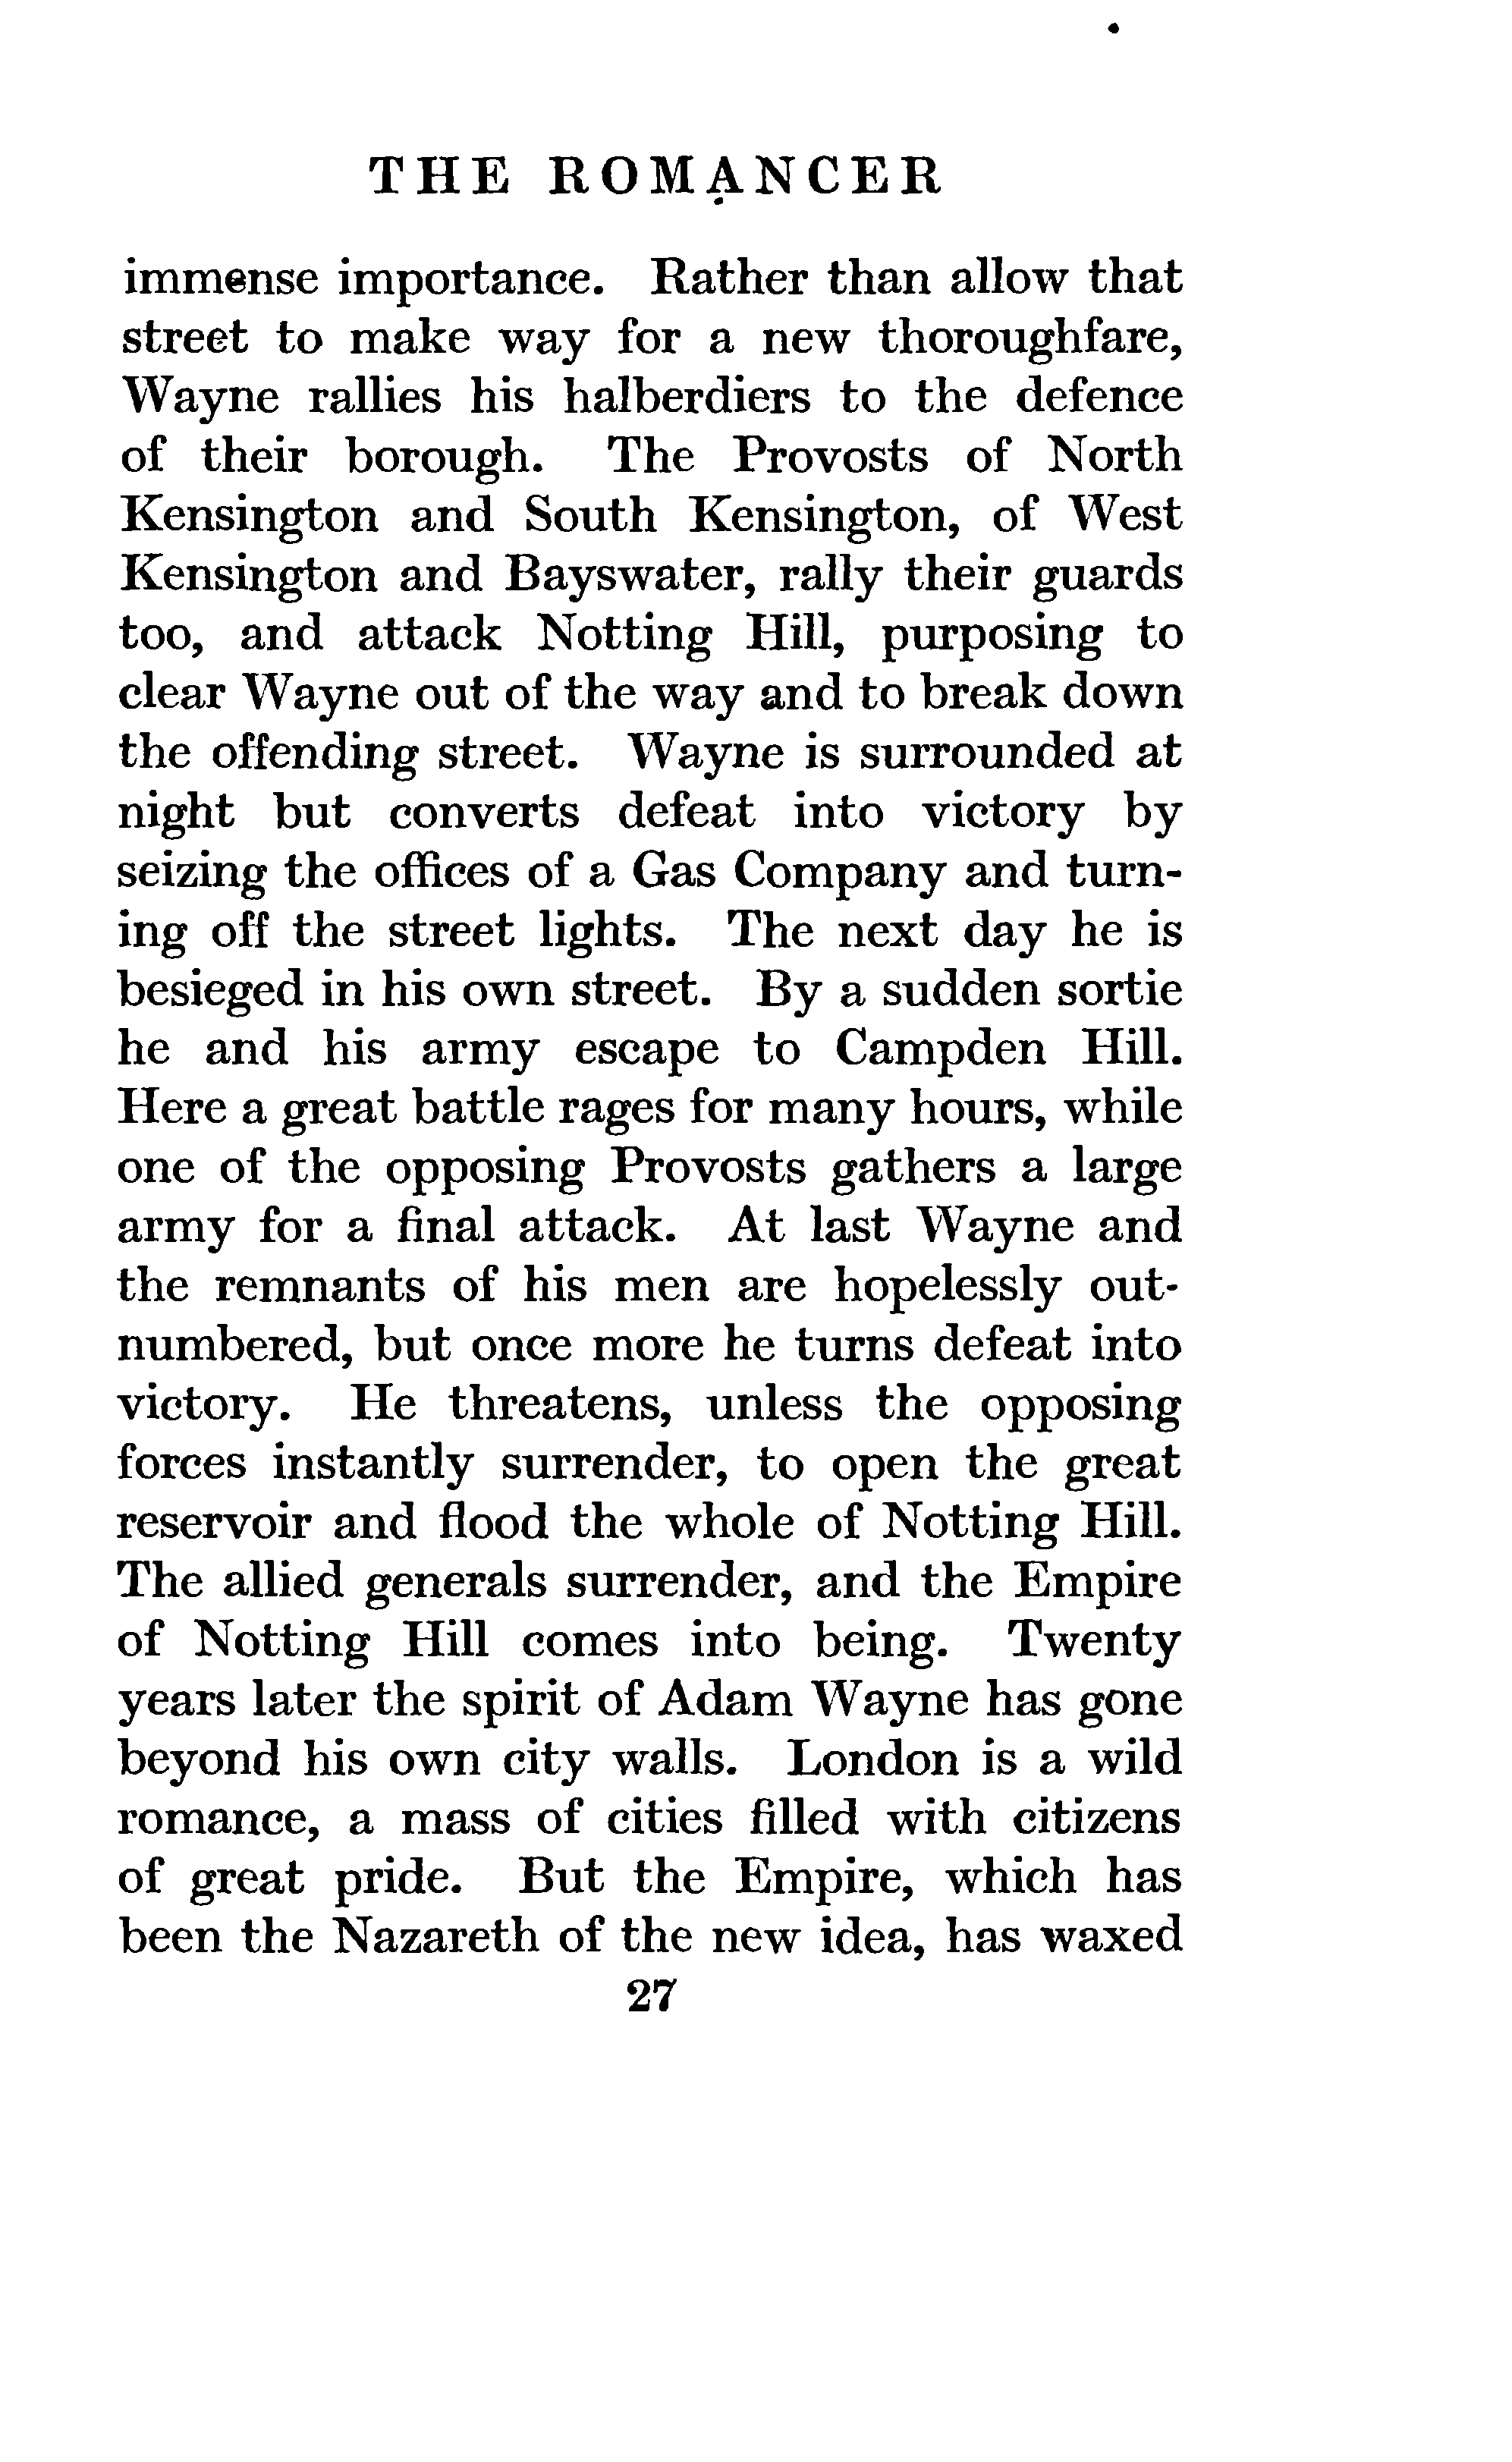 THE ROMANCER
immense importance. Rather than allow that
street to make way for a new thoroughfare,
Wayne rallies his halberdiers to the defence
of their borough. The Provosts of North
Kensington and South Kensington, of West
Kensington and Bayswater, rally their guards
too, and attack Notting Hill, purposing to
clear Wayne out of the way and to break down
the offending street. Wayne is surrounded at
night but converts defeat into victory by
seizing the offices of a Gas Company and turn-
ing off the street lights. The next day he is
besieged in his own street. By a sudden sortie
he and his army escape to Campden Hill.
Here a great battle rages for many hours, while
one of the opposing Provosts gathers a large
army for a final attack. At last Wayne and
the remnants of his men are hopelessly out-
numbered, but once more he turns defeat into
victory. He threatens, unless the opposing
forces instantly surrender, to open the great
reservoir and flood the whole of Notting Hill.
The allied generals surrender, and the Empire
of Notting Hill comes into being. Twenty
years later the spirit of Adam Wayne has gone
beyond his own city walls. London is a wild
romance, a mass of cities filled with citizens
of great pride. But the Empire, which has
been the Nazareth of the new idea, has waxed
27